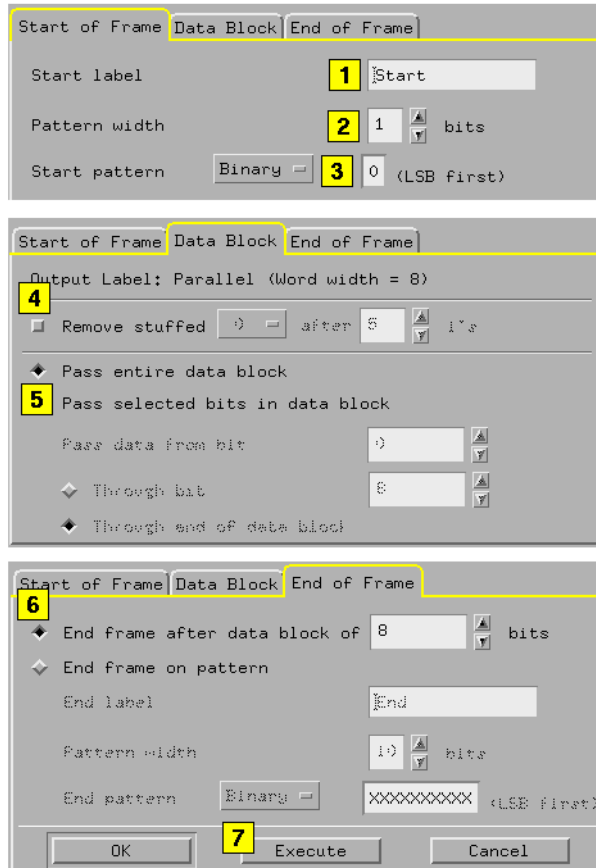 Start of Frame Data Block End of Frame
Start label 1 Start
Pattern width 2 1 bits
Start pattern Binary 3 0 (LSB first)
Start of Frame Data Block End of Frame
Output Label: Parallel (Word width = 8)
4
Remove stuffed 0 after 5 1's
Pass entire data block
5 Pass selected bits in data block
Pass data from bit 0
Through bit 8
Through end of data block
Start of Frame Data Block End of Frame
6
End frame after data block of 8 bits
End frame on pattern
End label End
Pattern width 10 bits
End pattern Binary XXXXXXXXXX (LSB first)
OK 7 Execute Cancel